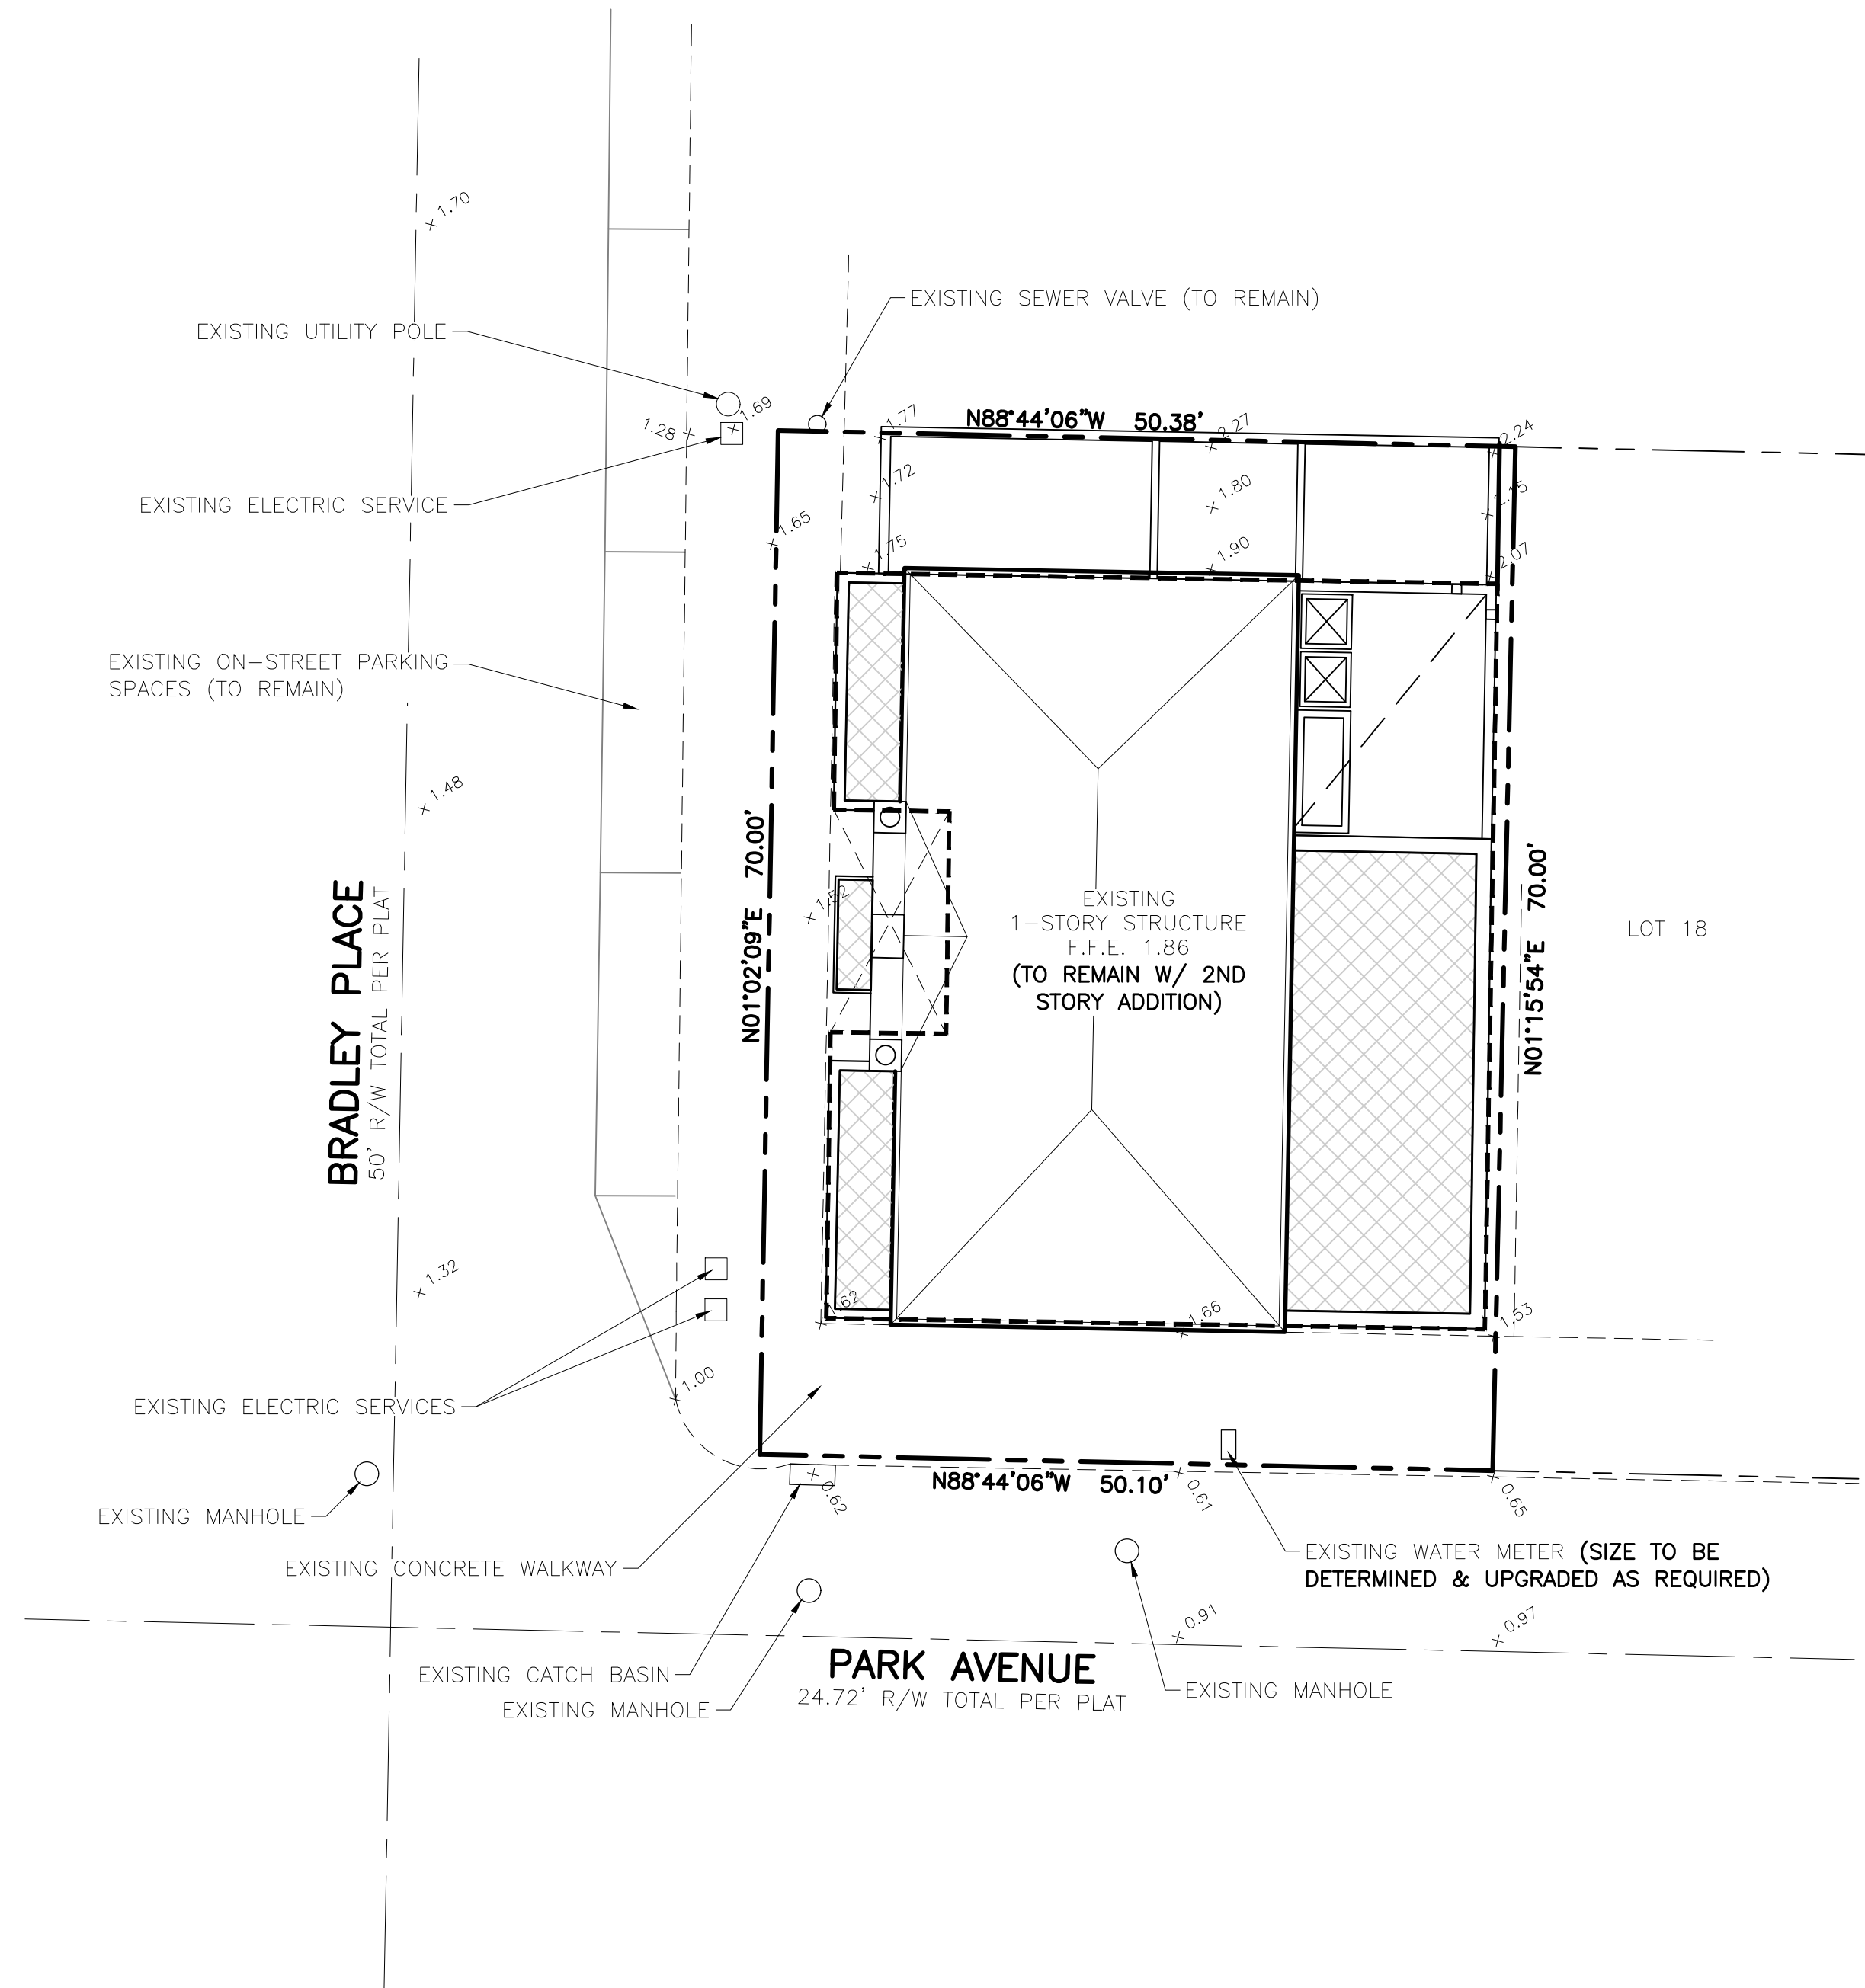 1.70
EXISTING SEWER VALVE (TO REMAIN)
EXISTING UTILITY POLE
1.69
1.28
1.77
N88°44'06"W 50.38'
2.27
2.24
EXISTING ELECTRIC SERVICE
1.72
1.80
2.15
1.65
1.75
1.90
2.07
EXISTING ON-STREET PARKING
SPACES (TO REMAIN)
1.48
N01°02'09"E 70.00'
1.52
BRADLEY PLACE
50' R/W TOTAL PER PLAT
EXISTING
1-STORY STRUCTURE
F.F.E. 1.86
(TO REMAIN W/ 2ND
STORY ADDITION)
N01°15'54"E 70.00'
LOT 18
1.32
.62
1.66
1.53
1.00
EXISTING ELECTRIC SERVICES
N88°44'06"W 50.10'
0.62
0.61
0.65
EXISTING MANHOLE
EXISTING CONCRETE WALKWAY
EXISTING WATER METER (SIZE TO BE
DETERMINED & UPGRADED AS REQUIRED)
0.91
0.97
EXISTING CATCH BASIN
PARK AVENUE
24.72' R/W TOTAL PER PLAT
EXISTING MANHOLE
EXISTING MANHOLE